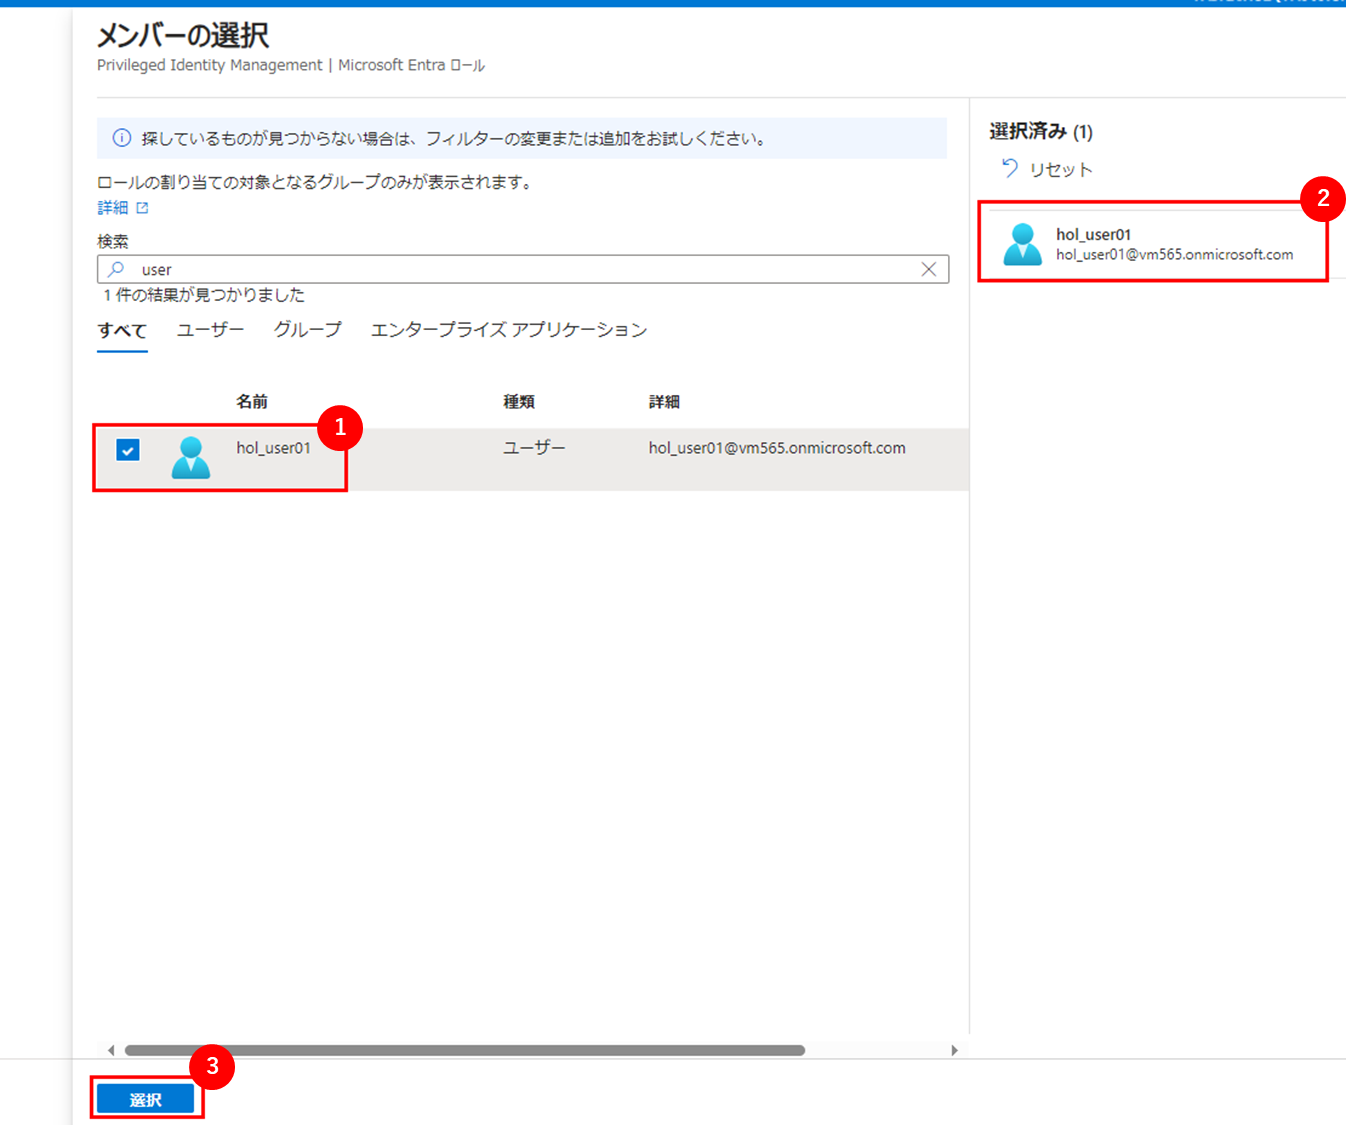 メンバーの選択
Privileged Identity Management | Microsoft Entra ロール
探しているものが見つからない場合は、フィルターの変更または追加をお試しください。
ロールの割り当ての対象となるグループのみが表示されます。
詳細
検索
user
1 件の結果が見つかりました
すべて ユーザー グループ エンタープライズ アプリケーション
名前 種類 詳細
1
hol_user01 ユーザー hol_user01@vm565.onmicrosoft.com
選択済み (1)
リセット
2
hol_user01
hol_user01@vm565.onmicrosoft.com
3
選択